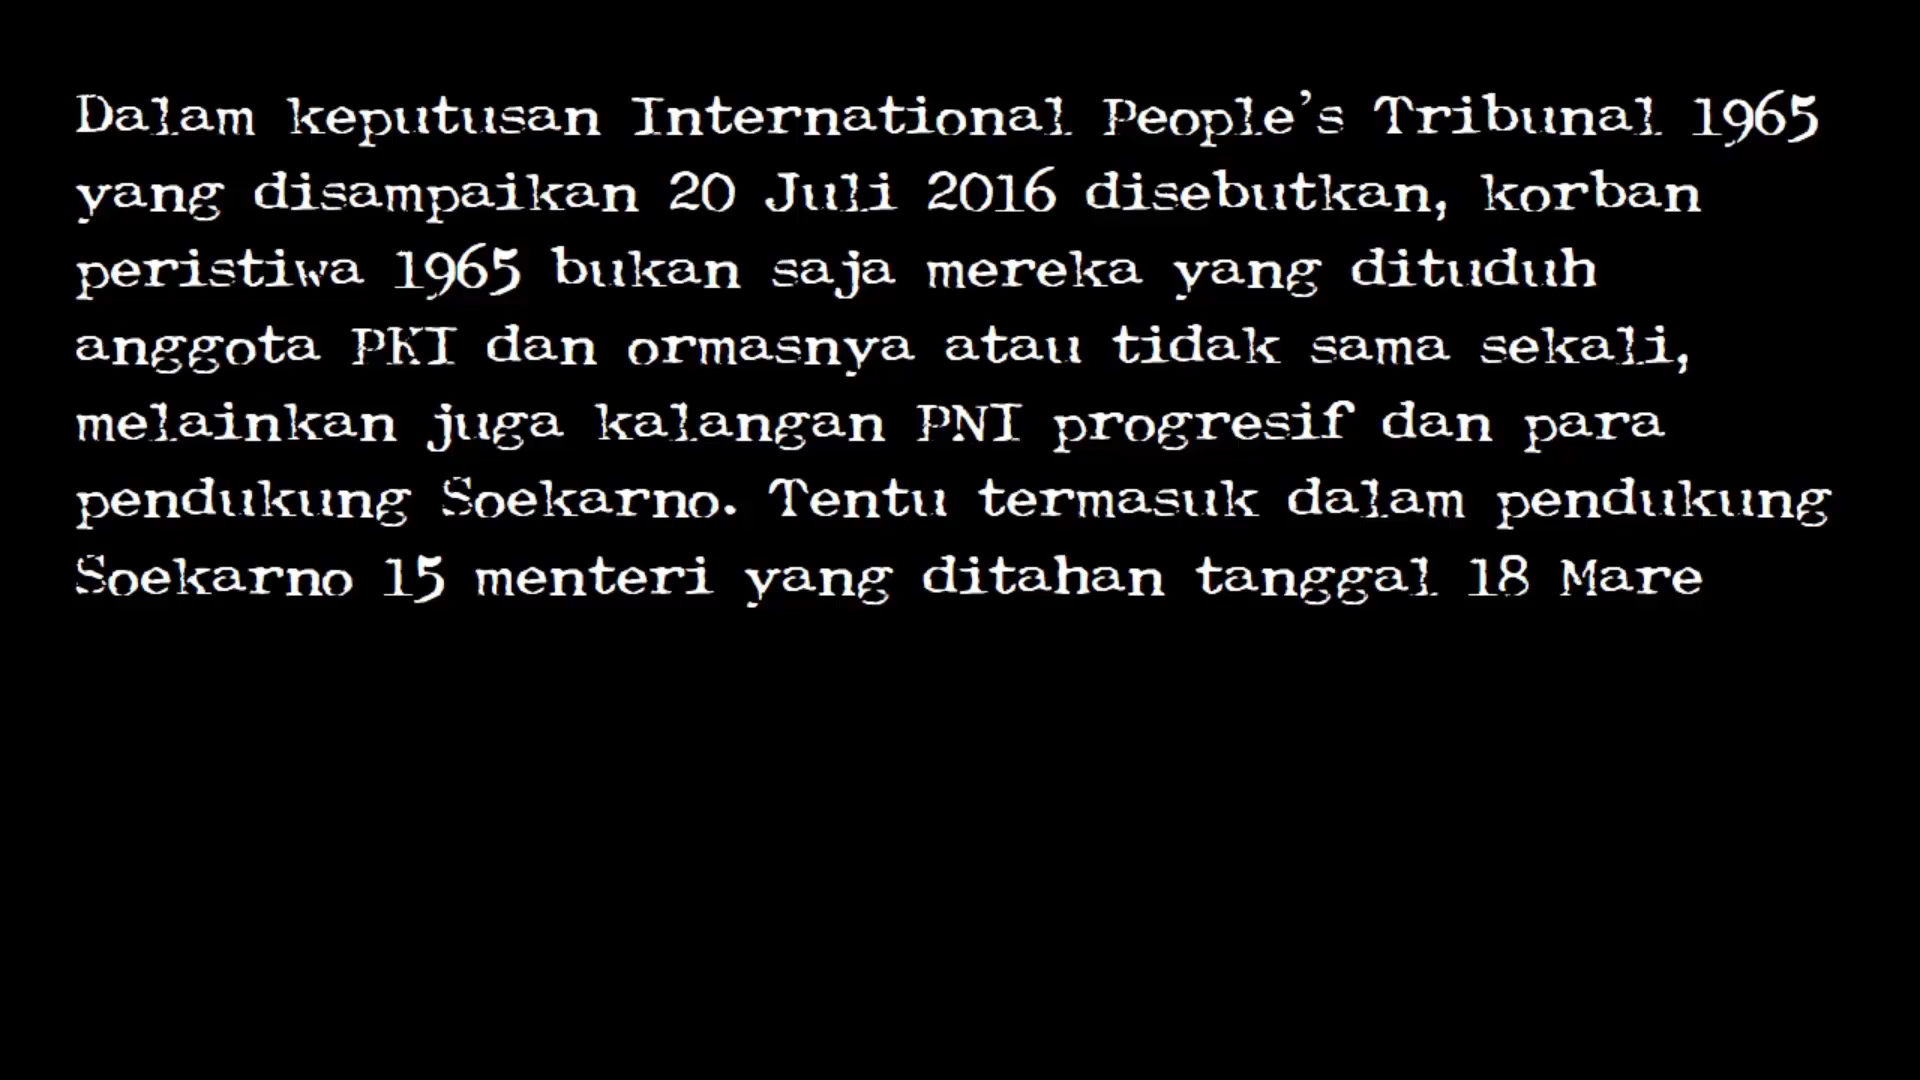 Dalam keputusan International People’s Tribunal 1965
yang disampaikan 20 Juli 2016 disebutkan, korban
peristiwa 1965 bukan saja mereka yang dituduh
anggota PKI dan ormasnya atau tidak sama sekali,
melainkan juga kalangan PNI progresif dan para
pendukung Soekarno. Tentu termasuk dalam pendukung
Soekarno 15 menteri yang ditahan tanggal 18 Mare